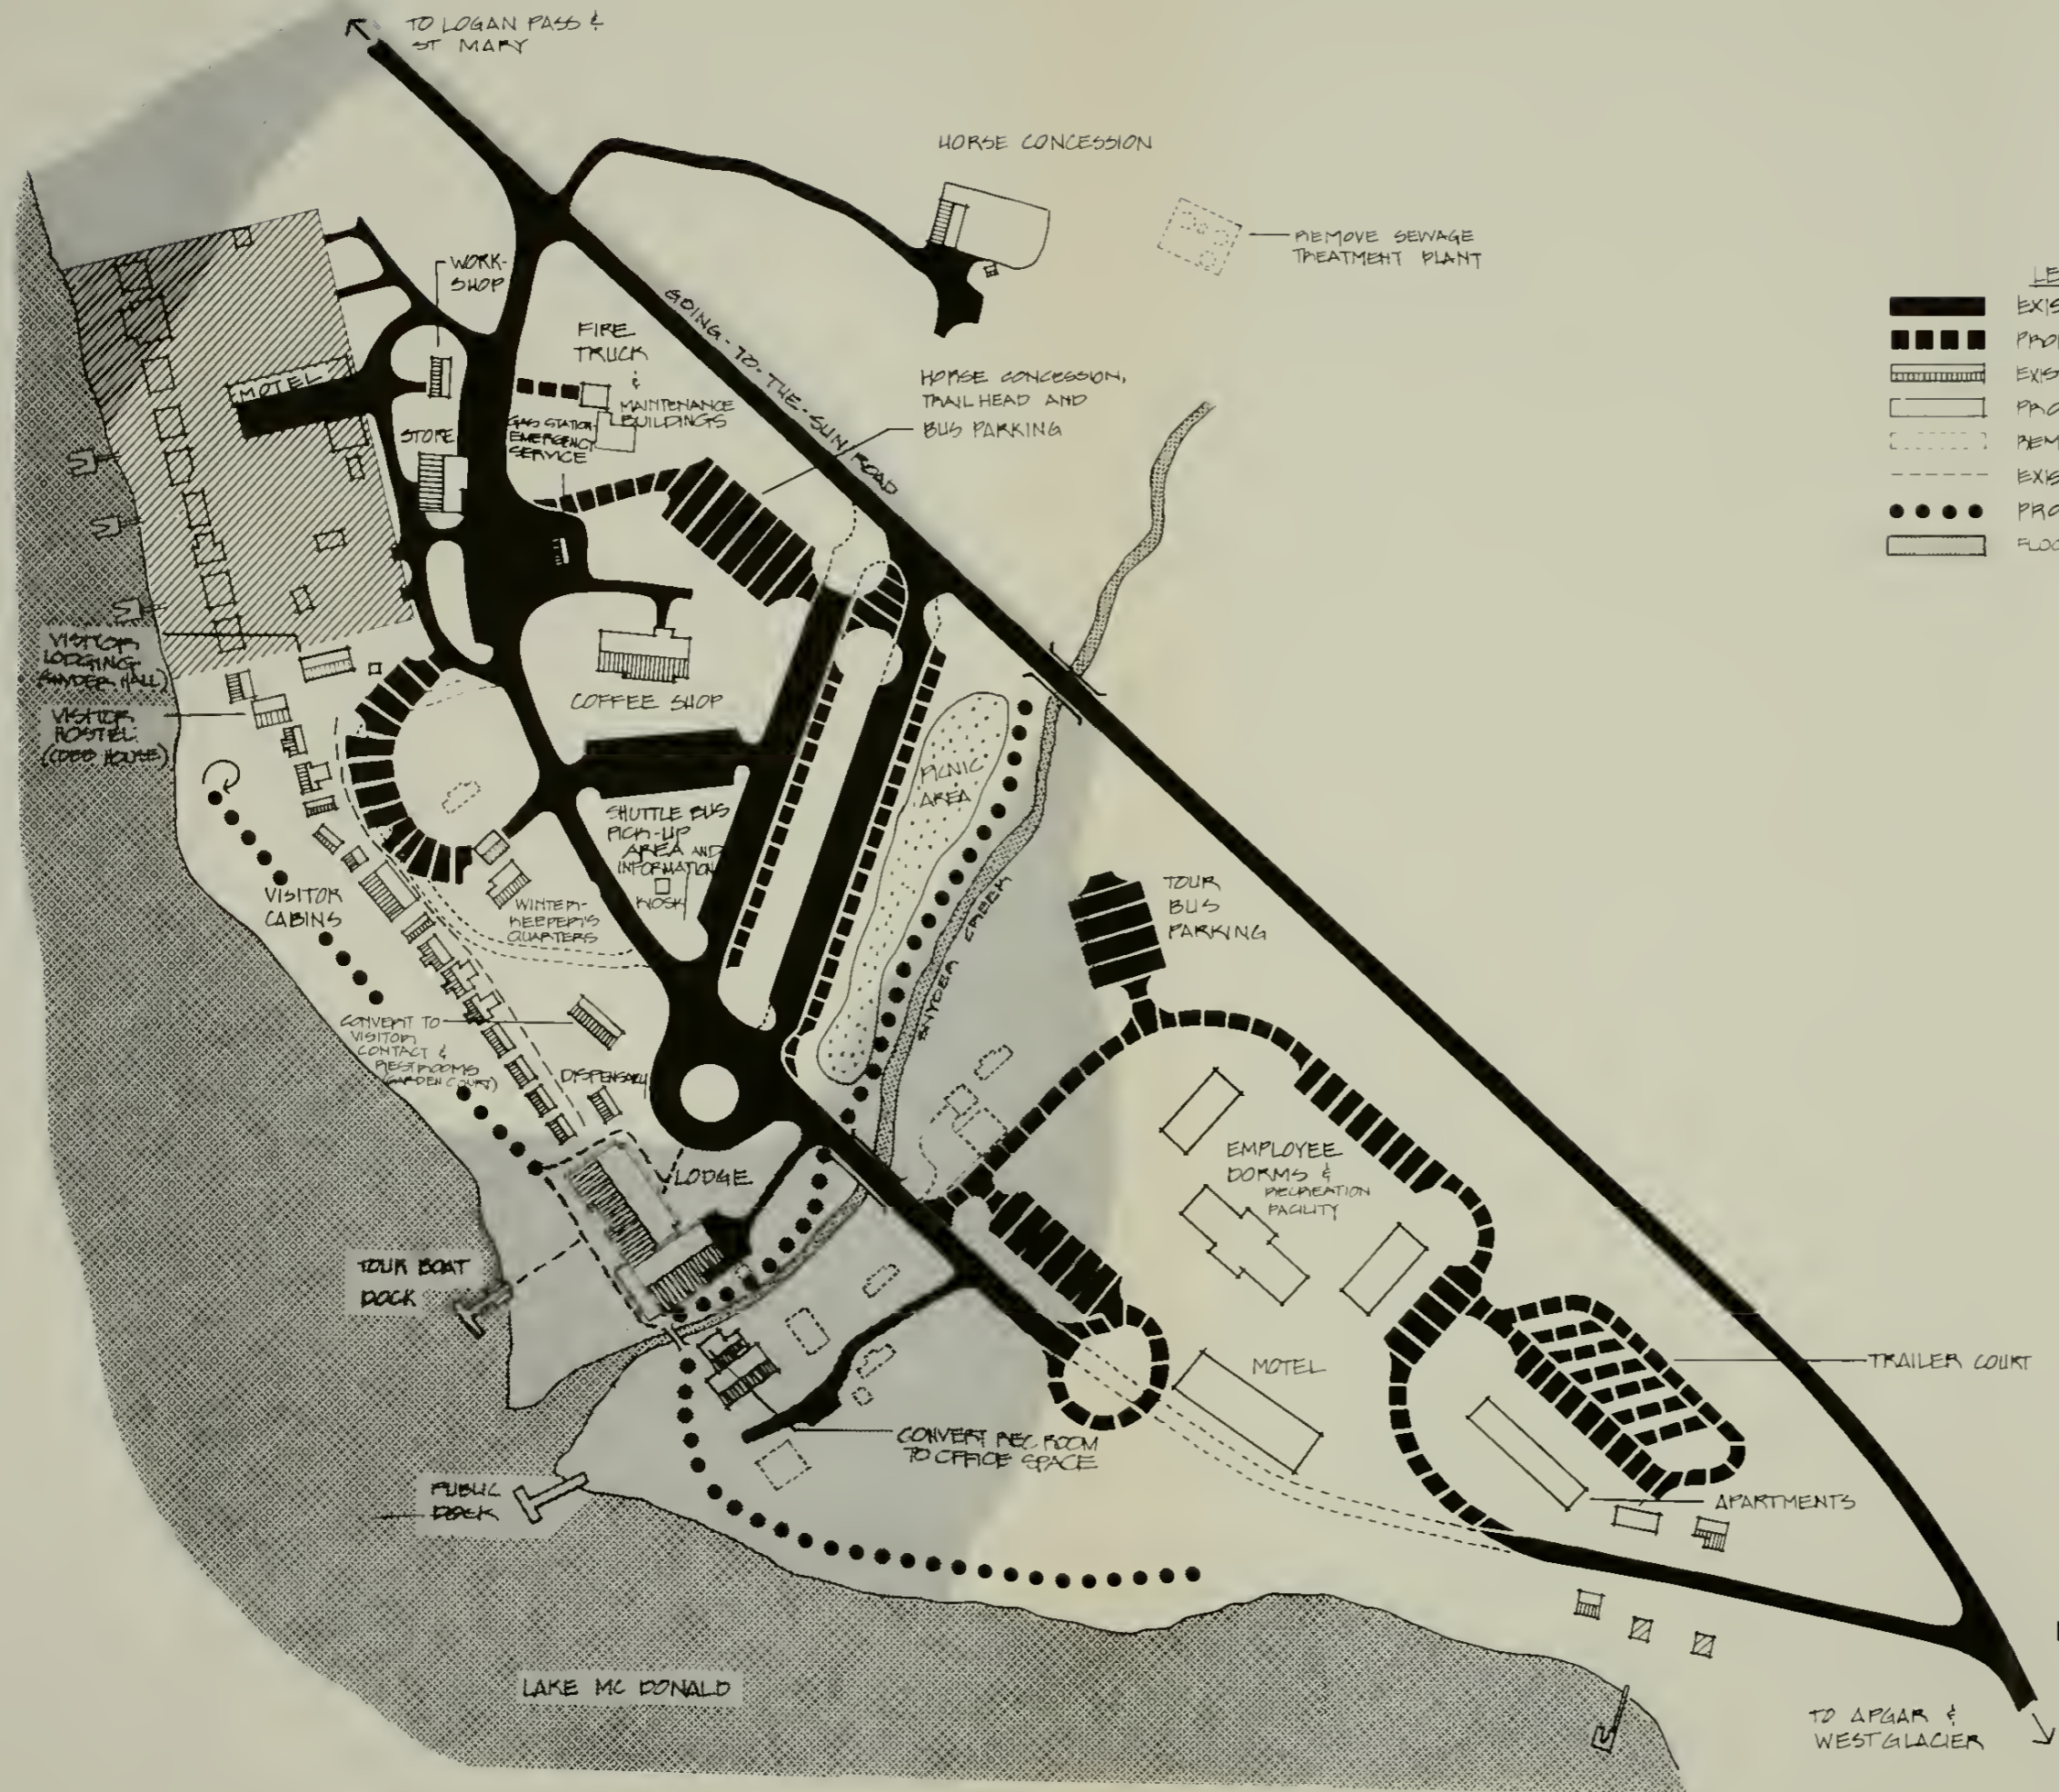 TO LOGAN PASS &
ST MARY
HORSE CONCESSION
REMOVE SEWAGE
TREATMENT PLANT
WORK-
SHOP
FIRE
TRUCK
&
MAINTENANCE
BUILDINGS
GOING-TO-THE-SUN ROAD
HORSE CONCESSION,
TRAIL HEAD AND
BUS PARKING
MOTEL
STORE
GAS STATION
EMERGENCY
SERVICE
VISITOR
LODGING
(SNYDER HALL)
VISITOR
HOSTEL
(COBB HOUSE)
COFFEE SHOP
PICNIC
AREA
SHUTTLE BUS
PICK-UP
AREA AND
INFORMATION
KIOSK
VISITOR
CABINS
WINTER-
KEEPER'S
QUARTERS
SNYDER CREEK
TOUR
BUS
PARKING
CONVERT TO
VISITOR
CONTACT &
RESTROOMS
(GARDEN COURT)
DISPENSARY
LODGE
EMPLOYEE
DORMS &
RECREATION
FACILITY
TOUR BOAT
DOCK
MOTEL
TRAILER COURT
CONVERT REC ROOM
TO OFFICE SPACE
PUBLIC
DOCK
APARTMENTS
LAKE MC DONALD
TO APGAR &
WEST GLACIER